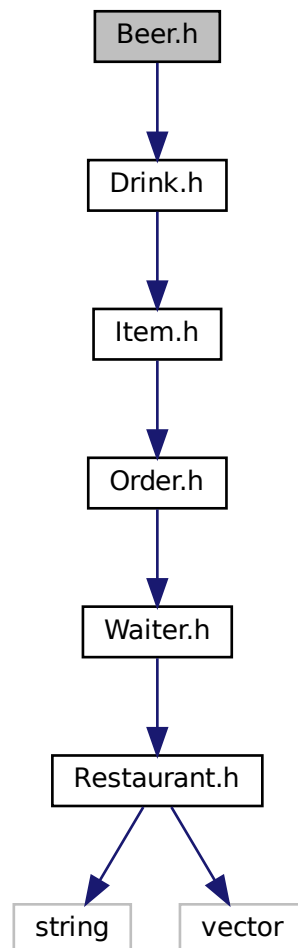 Beer.h
Drink.h
Item.h
Order.h
Waiter.h
Restaurant.h
string
vector